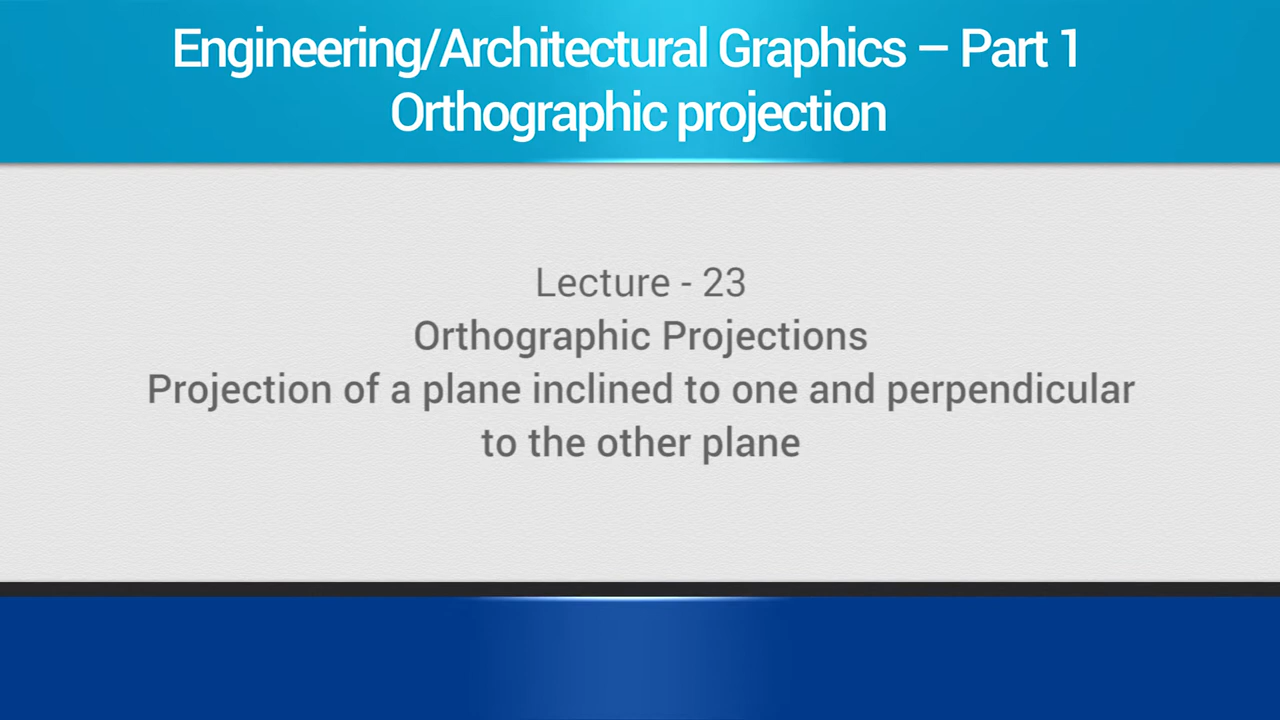 Engineering/Architectural Graphics – Part 1
Orthographic projection
Lecture - 23
Orthographic Projections
Projection of a plane inclined to one and perpendicular
to the other plane